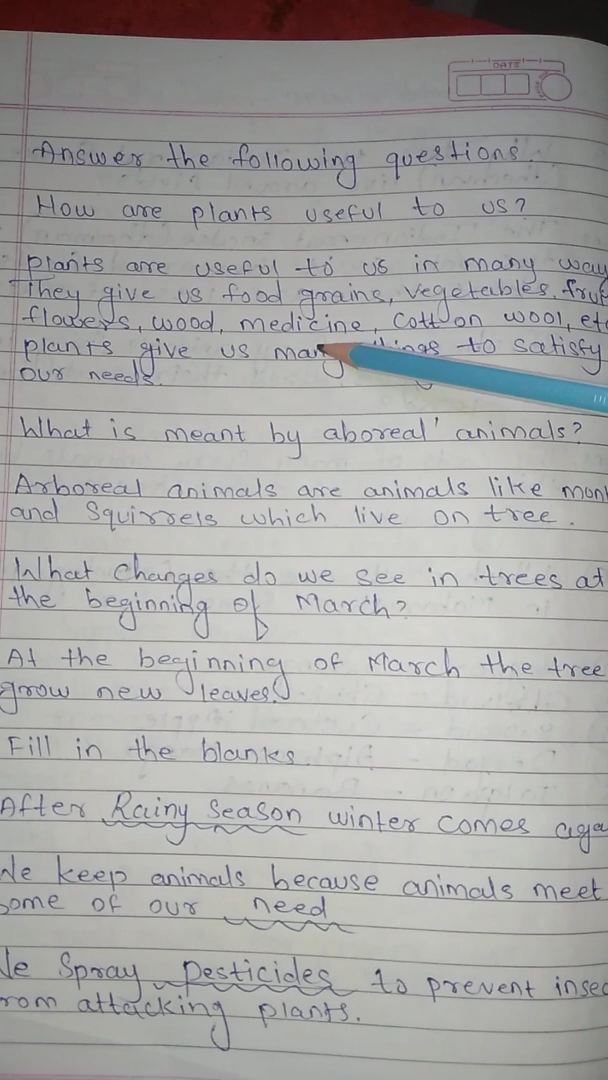 DATE
Answer the following questions.
How are plants useful to us?
plants are useful to us in many way
They give us food grains, vegetables, fruit
flowers, wood, medicine, cotton wool, etc
plants give us many things to satisfy
our needs.
What is meant by aboreal' animals?
Arboreal animals are animals like monk
and Squirrels which live on tree.
What changes do we see in trees at
the beginning of March?
At the beginning of March the tree
grow new leaves.
Fill in the blanks.
After Rainy season winter comes aga
We keep animals because animals meet
some of our need
We Spray Pesticides to prevent insec
from attacking plants.